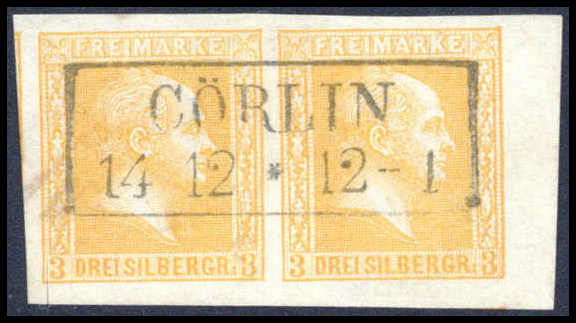 FREIMARKE FREIMARKE
CÖRLIN
14 12 * 12-1
3 DREI SILBERGR: 3 3 DREI SILBERGR: 3